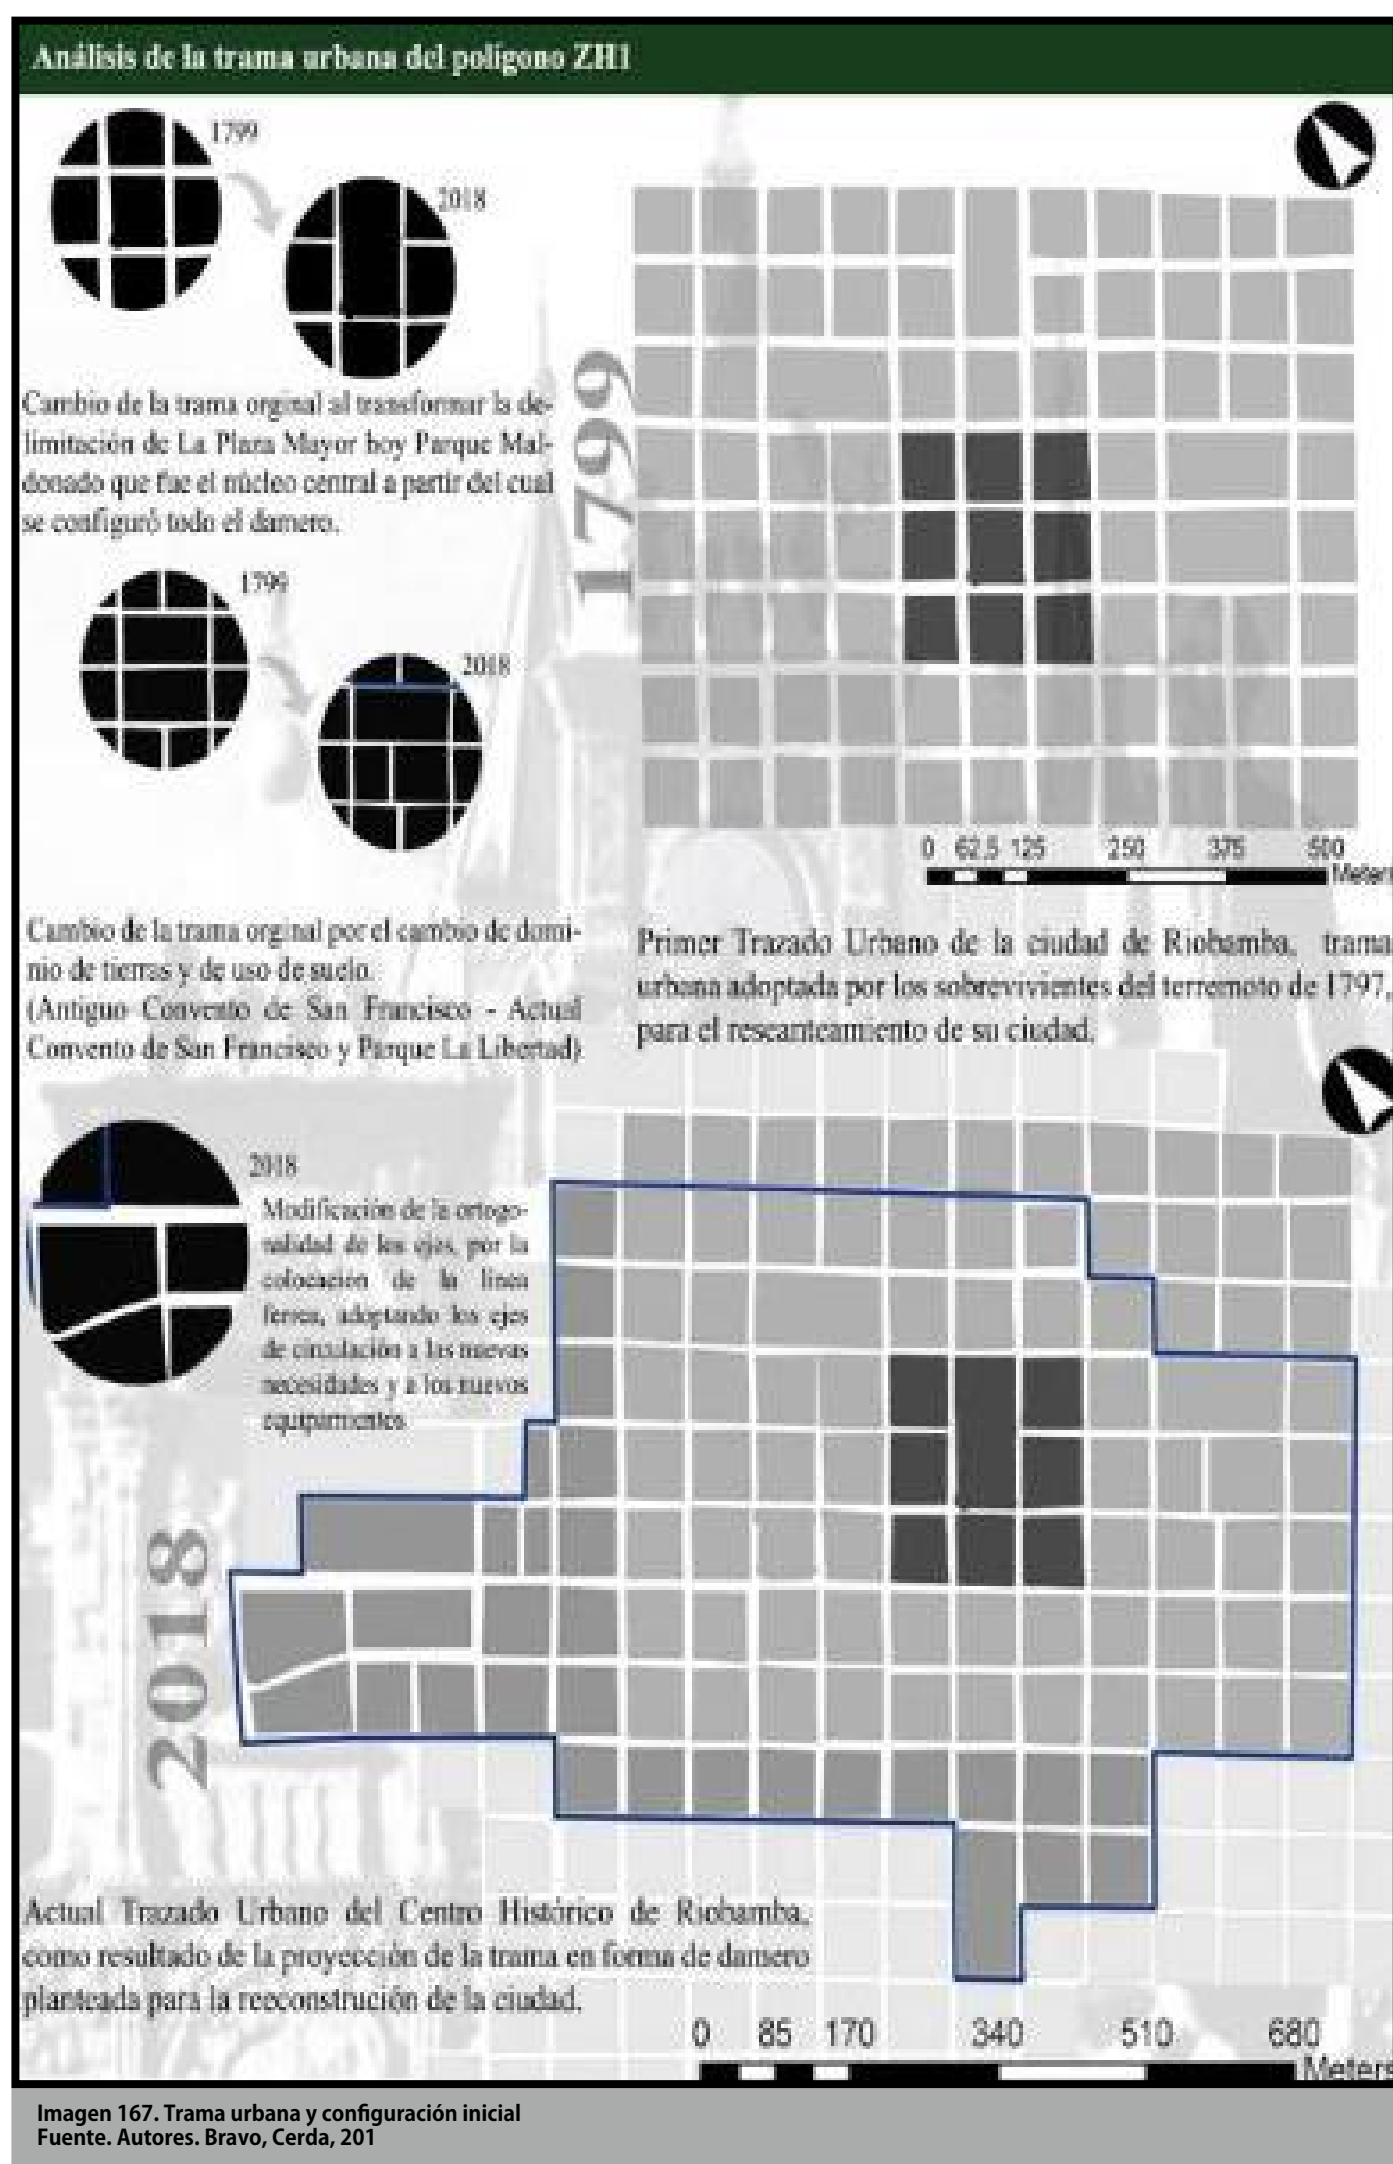 Análisis de la trama urbana del polígono ZH1
1799
2018
Cambio de la trama orginal al transformar la de-
limitación de La Plaza Mayor hoy Parque Mal-
donado que fue el núcleo central a partir del cual
se configuró todo el damero.
1799
2018
Cambio de la trama orginal por el cambio de domi-
nio de tierras y de uso de suelo.
(Antiguo Convento de San Francisco - Actual
Convento de San Francisco y Parque La Libertad)
1799
0 62.5 125 250 375 500
Meters
Primer Trazado Urbano de la ciudad de Riobamba, trama
urbana adoptada por los sobrevivientes del terremoto de 1797,
para el reseanteamiento de su ciudad.
2018
Modificación de la ortogo-
nalidad de los ejes, por la
colocación de la línea
ferrea, adoptando los ejes
de circulación a las nuevas
necesidades y a los nuevos
equipamientos
2018
Actual Trazado Urbano del Centro Histórico de Riobamba,
como resultado de la proyección de la trama en forma de damero
planteada para la reeconstrución de la ciudad.
0 85 170 340 510 680
Meters
Imagen 167. Trama urbana y configuración inicial
Fuente. Autores. Bravo, Cerda, 201